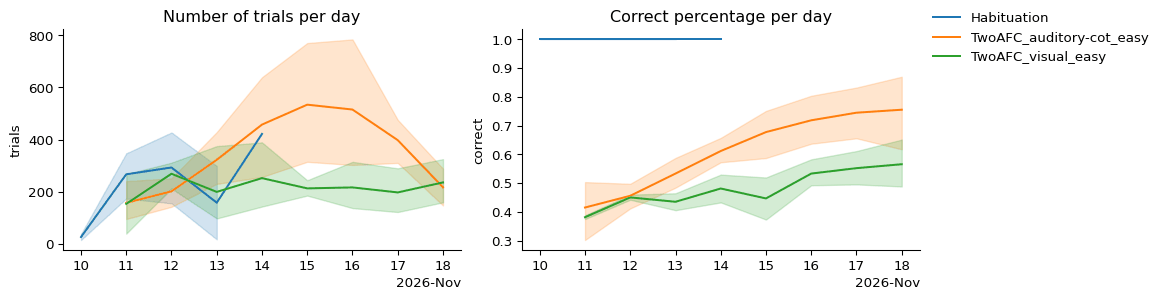 Number of trials per day
trials
800
600
400
200
0
10 11 12 13 14 15 16 17 18
2026-Nov
Correct percentage per day
correct
1.0
0.9
0.8
0.7
0.6
0.5
0.4
0.3
10 11 12 13 14 15 16 17 18
2026-Nov
Habituation
TwoAFC_auditory-cot_easy
TwoAFC_visual_easy